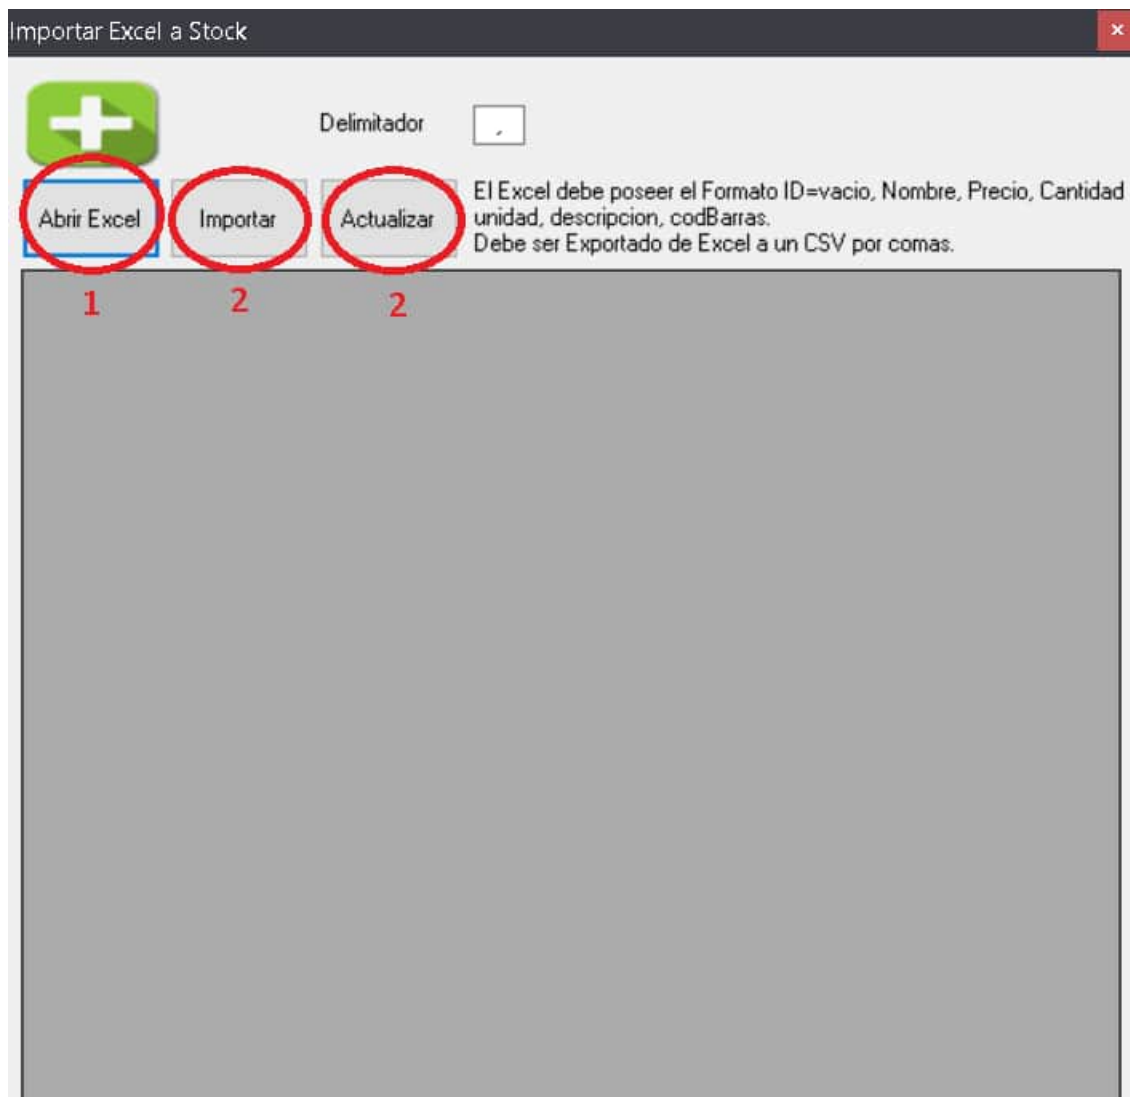 Importar Excel a Stock
×
Delimitador
,
Abrir Excel
Importar
Actualizar
El Excel debe poseer el Formato ID=vacio, Nombre, Precio, Cantidad
unidad, descripcion, codBarras.
Debe ser Exportado de Excel a un CSV por comas.
1
2
2